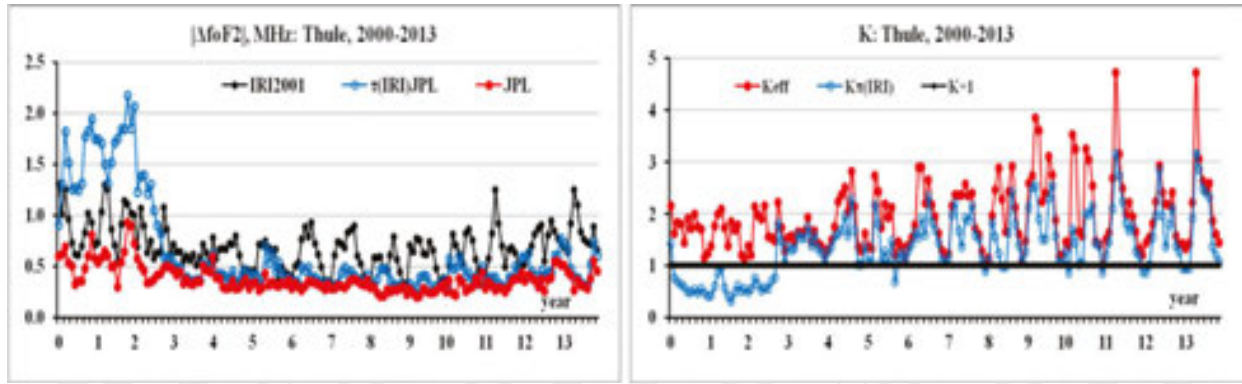 |ΔfoF2|, MHz: Thule, 2000-2013
2.5
IRI2001
τ(IRI)JPL
JPL
2.0
1.5
1.0
0.5
0.0
year
0 1 2 3 4 5 6 7 8 9 10 11 12 13
K: Thule, 2000-2013
5
Keff
Kτ(IRI)
K=1
4
3
2
1
0
year
0 1 2 3 4 5 6 7 8 9 10 11 12 13